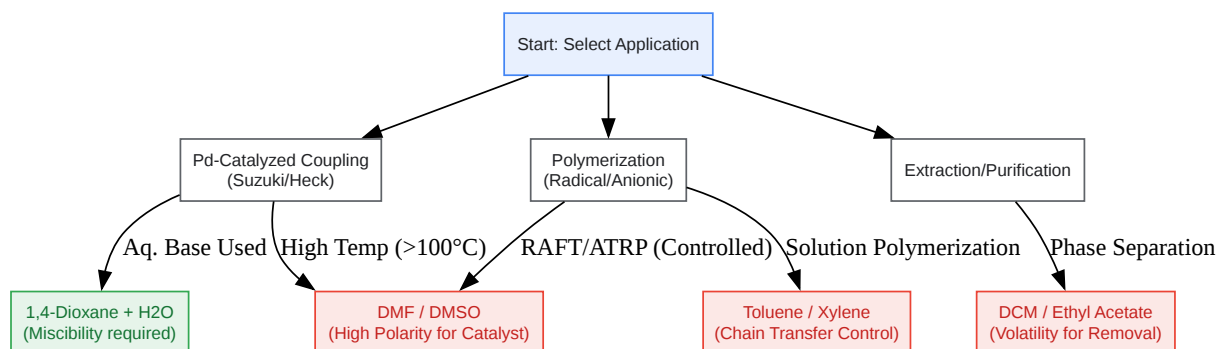 Start: Select Application
Pd-Catalyzed Coupling
(Suzuki/Heck)
Polymerization
(Radical/Anionic)
Extraction/Purification
Aq. Base Used
High Temp (>100°C)
RAFT/ATRP (Controlled)
Solution Polymerization
Phase Separation
1,4-Dioxane + H2O
(Miscibility required)
DMF / DMSO
(High Polarity for Catalyst)
Toluene / Xylene
(Chain Transfer Control)
DCM / Ethyl Acetate
(Volatility for Removal)